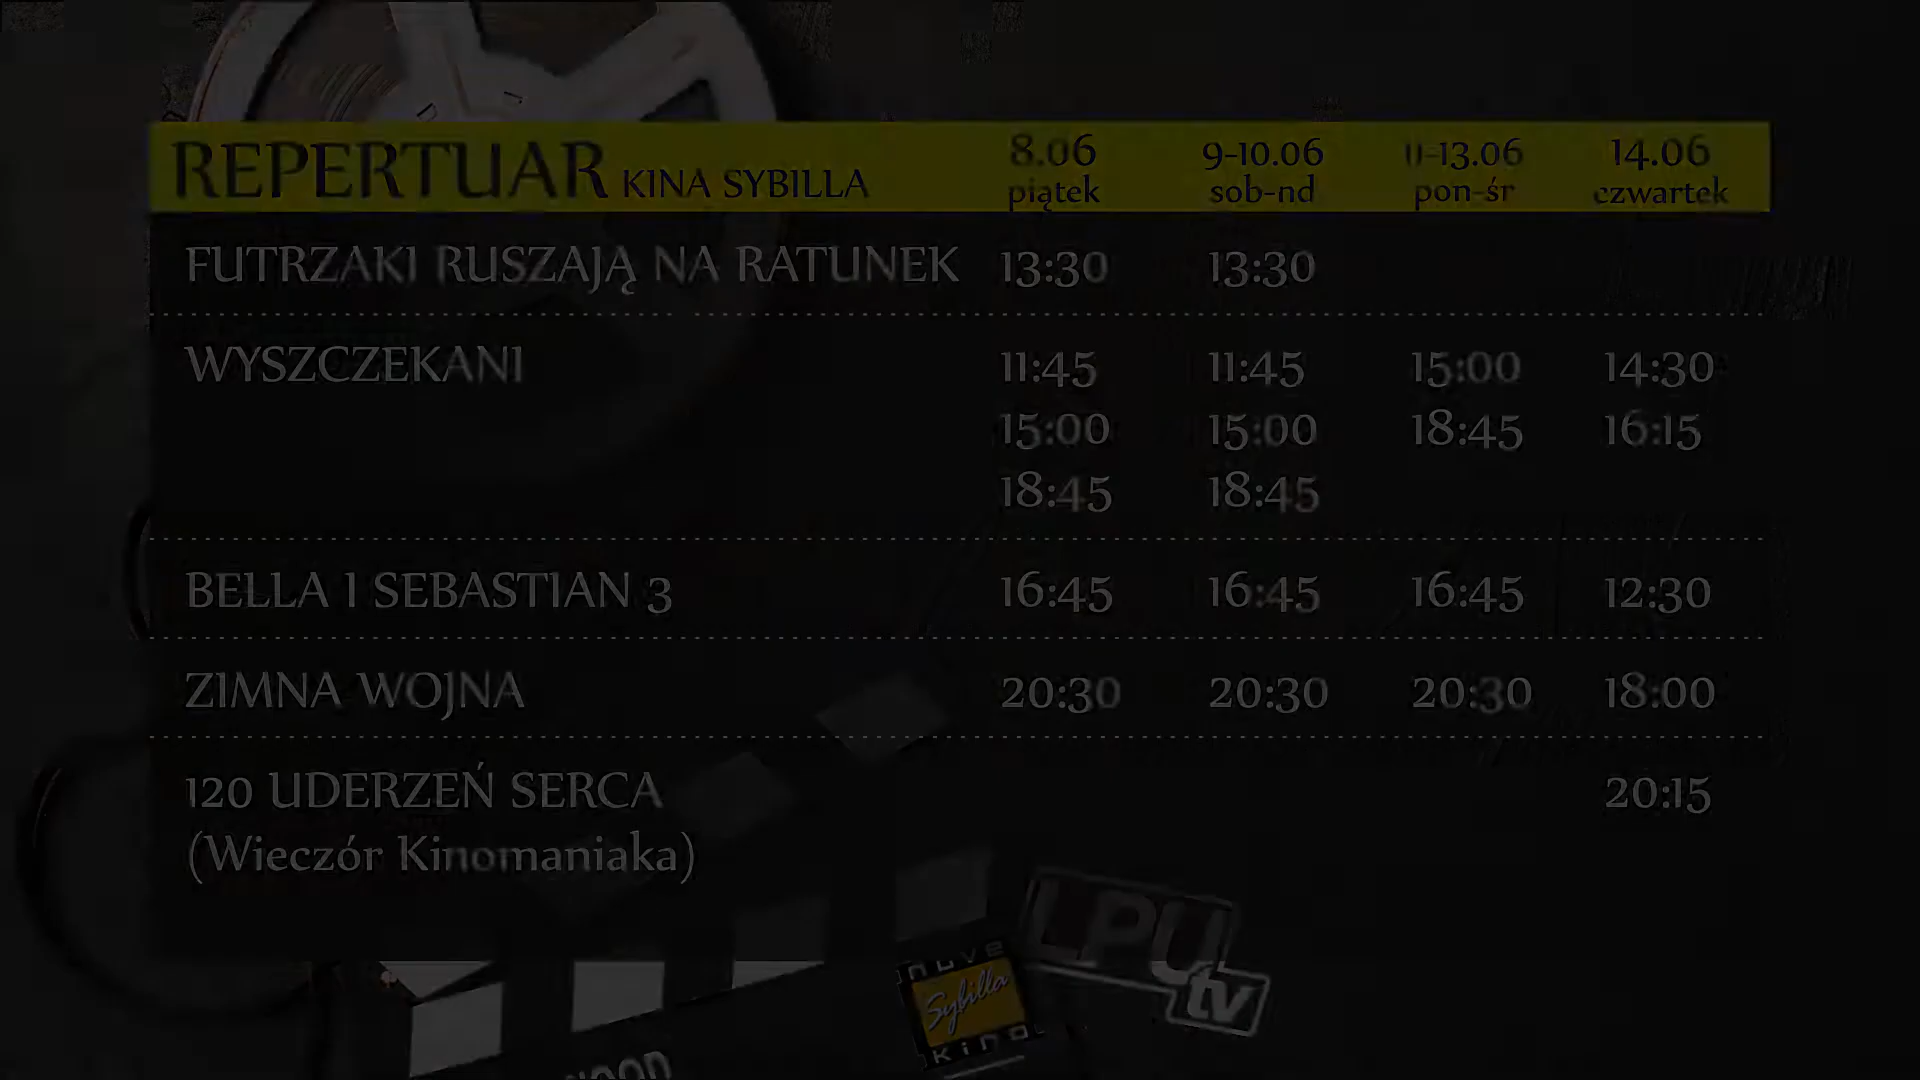 REPERTUAR KINA SYBILLA 8.06 9-10.06 11-13.06 14.06
piątek sob-nd pon-śr czwartek
FUTRZAKI RUSZAJĄ NA RATUNEK 13:30 13:30
WYSZCZEKANI 11:45 11:45 15:00 14:30
15:00 15:00 18:45 16:15
18:45 18:45
BELLA I SEBASTIAN 3 16:45 16:45 16:45 12:30
ZIMNA WOJNA 20:30 20:30 20:30 18:00
120 UDERZEŃ SERCA 20:15
(Wieczór Kinomaniaka)
LPU
tv
nove
Sybilla
kino